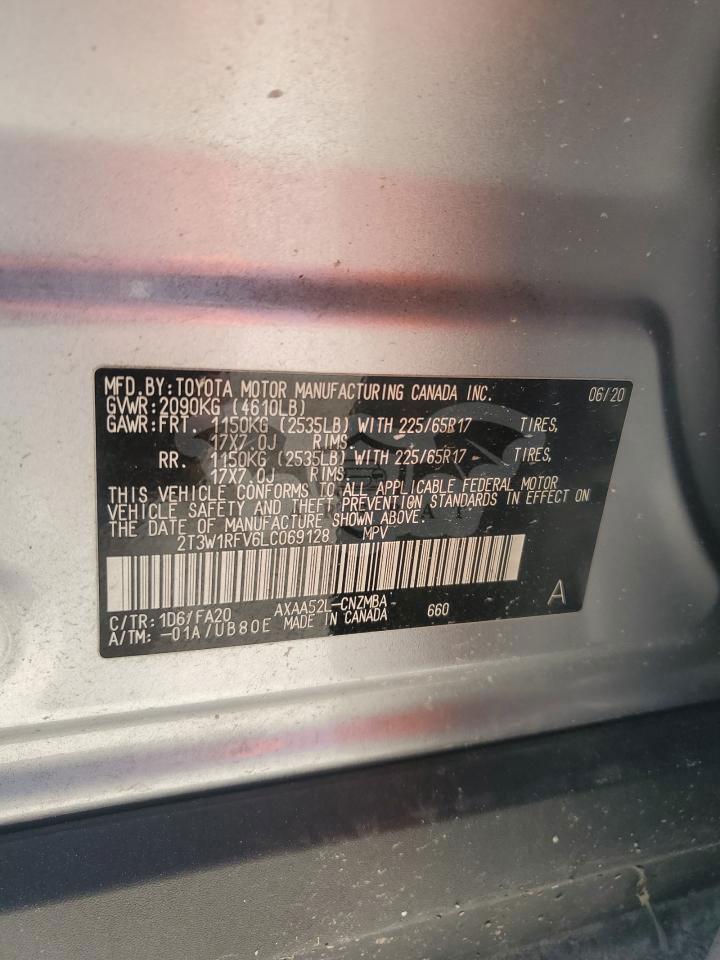 MFD.BY:TOYOTA MOTOR MANUFACTURING CANADA INC. 06/20
GVWR:2090KG (4610LB)
GAWR:FRT. 1150KG (2535LB) WITH 225/65R17 TIRES,
17X7.0J RIMS.
RR. 1150KG (2535LB) WITH 225/65R17 TIRES,
17X7.0J RIMS.
THIS VEHICLE CONFORMS TO ALL APPLICABLE FEDERAL MOTOR
VEHICLE SAFETY AND THEFT PREVENTION STANDARDS IN EFFECT ON
THE DATE OF MANUFACTURE SHOWN ABOVE.
2T3W1RFV6LC069128 MPV
C/TR:1D6/FA20 AXAA52L-CNZMBA 660 A
A/TM:-01A/UB80E MADE IN CANADA